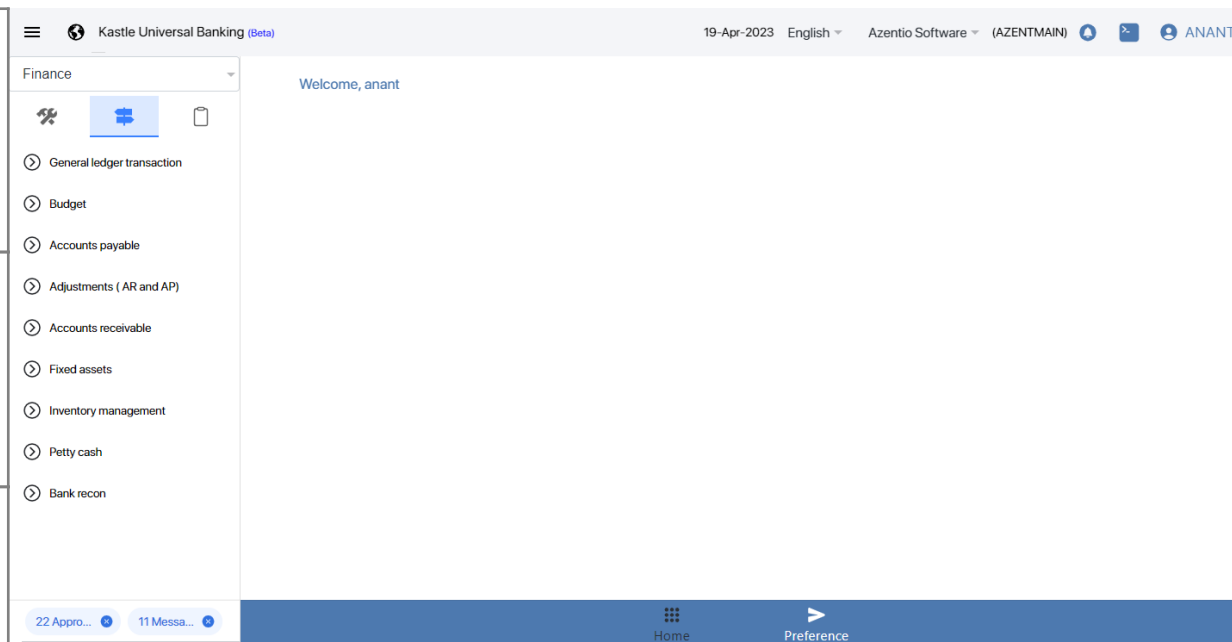 Kastle Universal Banking (Beta)
19-Apr-2023 English Azentio Software (AZENTMAIN) ANANT
Finance
Welcome, anant
General ledger transaction
Budget
Accounts payable
Adjustments ( AR and AP)
Accounts receivable
Fixed assets
Inventory management
Petty cash
Bank recon
22 Appro... 11 Messa...
Home Preference